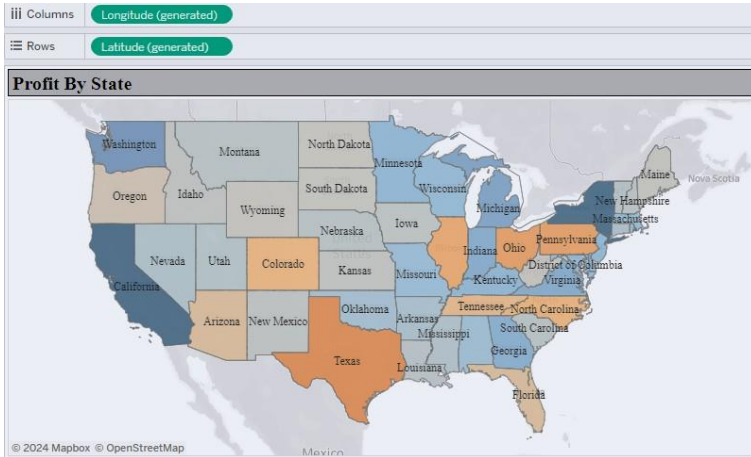 Columns
Longitude (generated)
Rows
Latitude (generated)
Profit By State
Washington
Montana
North Dakota
Minnesota
Maine
Nova Scotia
Oregon
Idaho
South Dakota
Wisconsin
Michigan
New Hampshire
Massachusetts
Wyoming
Nebraska
Iowa
Pennsylvania
Nevada
Utah
Colorado
Kansas
Missouri
Indiana
Ohio
District of Columbia
California
Kentucky
Virginia
Arizona
New Mexico
Oklahoma
Arkansas
Tennessee
North Carolina
Mississippi
South Carolina
Georgia
Texas
Louisiana
Florida
© 2024 Mapbox © OpenStreetMap
Mexico